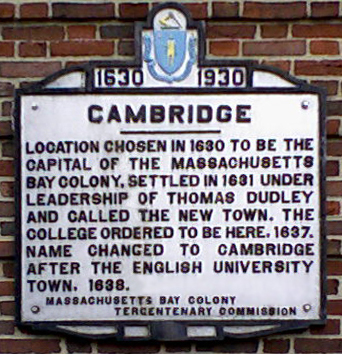 1630 1930
CAMBRIDGE
LOCATION CHOSEN IN 1630 TO BE THE
CAPITAL OF THE MASSACHUSETTS
BAY COLONY, SETTLED IN 1631 UNDER
LEADERSHIP OF THOMAS DUDLEY
AND CALLED THE NEW TOWN. THE
COLLEGE ORDERED TO BE HERE, 1637.
NAME CHANGED TO CAMBRIDGE
AFTER THE ENGLISH UNIVERSITY
TOWN, 1638.
MASSACHUSETTS BAY COLONY
TERCENTENARY COMMISSION